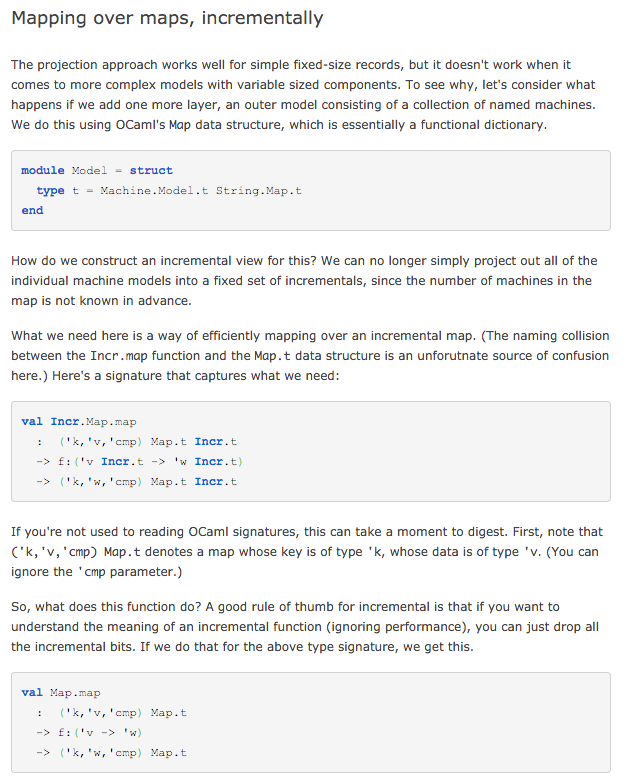 Mapping over maps, incrementally
The projection approach works well for simple fixed-size records, but it doesn't work when it
comes to more complex models with variable sized components. To see why, let's consider what
happens if we add one more layer, an outer model consisting of a collection of named machines.
We do this using OCaml's Map data structure, which is essentially a functional dictionary.
module Model = struct
  type t = Machine.Model.t String.Map.t
end
How do we construct an incremental view for this? We can no longer simply project out all of the
individual machine models into a fixed set of incrementals, since the number of machines in the
map is not known in advance.
What we need here is a way of efficiently mapping over an incremental map. (The naming collision
between the Incr.map function and the Map.t data structure is an unforutnate source of confusion
here.) Here's a signature that captures what we need:
val Incr.Map.map
  :  ('k,'v,'cmp) Map.t Incr.t
  -> f:('v Incr.t -> 'w Incr.t)
  -> ('k,'w,'cmp) Map.t Incr.t
If you're not used to reading OCaml signatures, this can take a moment to digest. First, note that
('k,'v,'cmp) Map.t denotes a map whose key is of type 'k, whose data is of type 'v. (You can
ignore the 'cmp parameter.)
So, what does this function do? A good rule of thumb for incremental is that if you want to
understand the meaning of an incremental function (ignoring performance), you can just drop all
the incremental bits. If we do that for the above type signature, we get this.
val Map.map
  :  ('k,'v,'cmp) Map.t
  -> f:('v -> 'w)
  -> ('k,'w,'cmp) Map.t